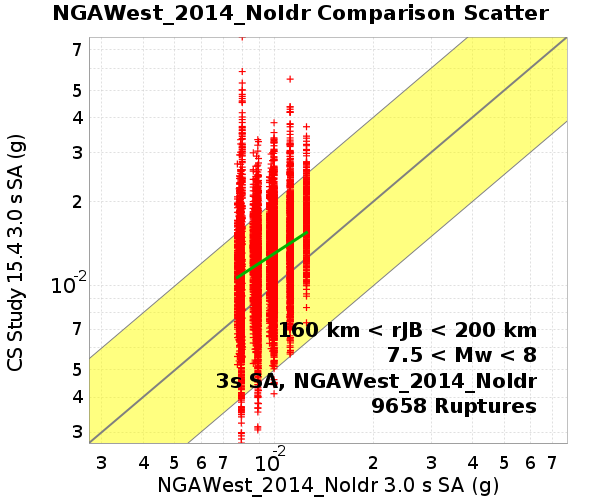 NGAWest_2014_NoIdr Comparison Scatter
CS Study 15.4 3.0 s SA (g)
7
5
4
3
2
10-2
7
5
4
3
160 km < rJB < 200 km
7.5 < Mw < 8
3s SA, NGAWest_2014_NoIdr
9658 Ruptures
3 4 5 6 7 10-2 2 3 4 5 6 7
NGAWest_2014_NoIdr 3.0 s SA (g)